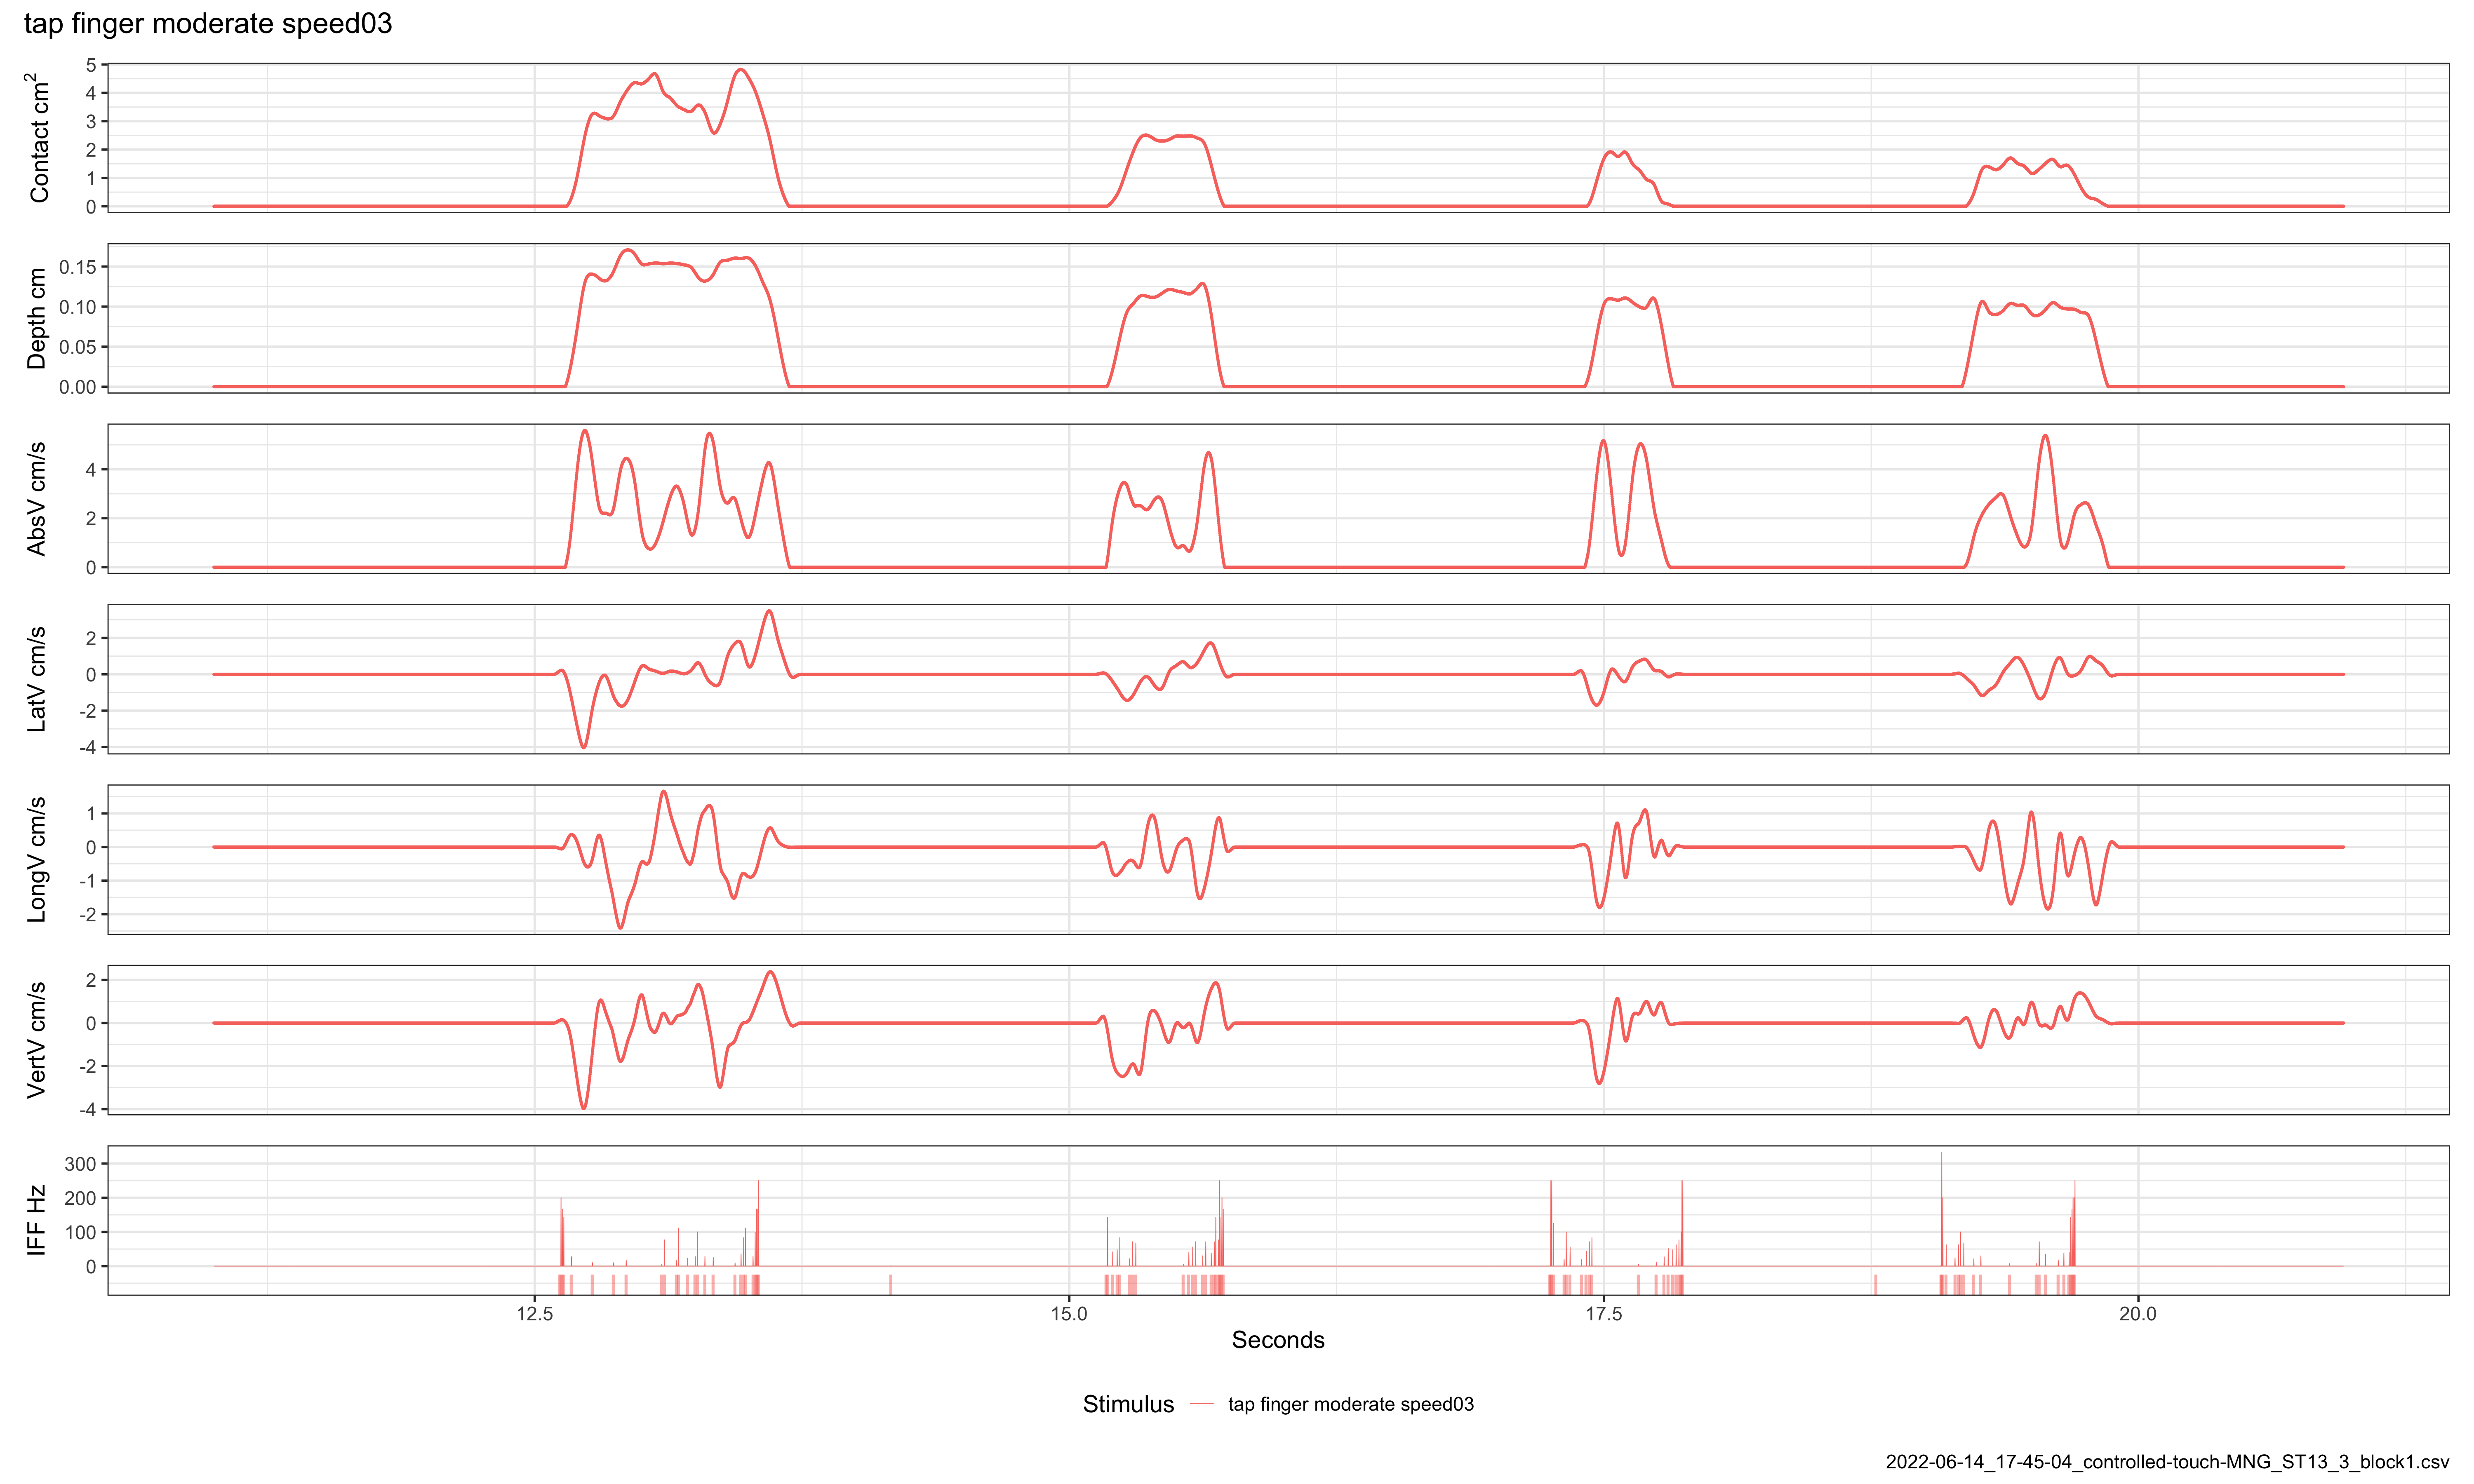 tap finger moderate speed03
Contact cm²
5
4
3
2
1
0
Depth cm
0.15
0.10
0.05
0.00
AbsV cm/s
4
2
0
LatV cm/s
2
0
-2
-4
LongV cm/s
1
0
-1
-2
VertV cm/s
2
0
-2
-4
IFF Hz
300
200
100
0
12.5 15.0 17.5 20.0
Seconds
Stimulus tap finger moderate speed03
2022-06-14_17-45-04_controlled-touch-MNG_ST13_3_block1.csv